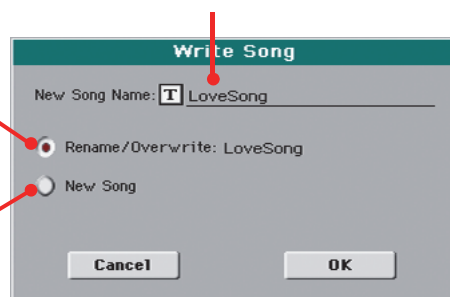 Write Song
New Song Name: T LoveSong
Rename/Overwrite: LoveSong
New Song
Cancel OK